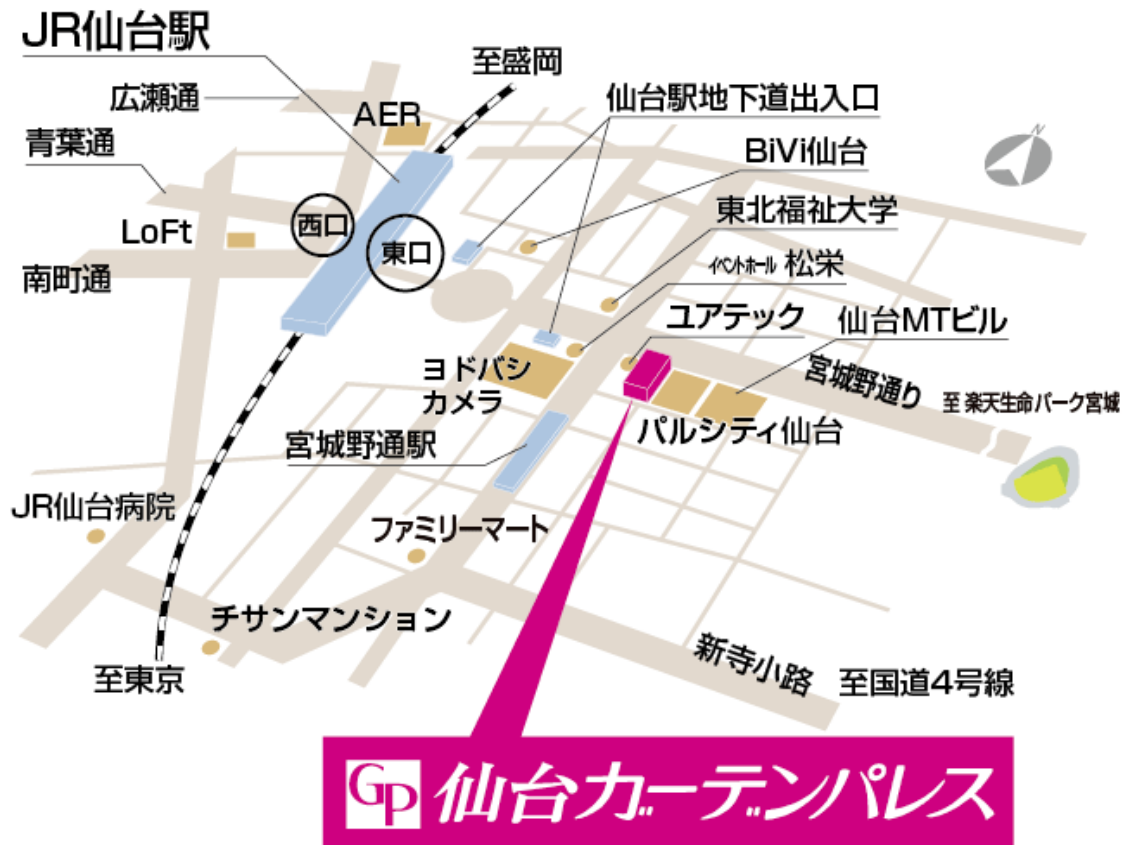 JR仙台駅
至盛岡
広瀬通
AER
仙台駅地下道出入口
青葉通
BiVi仙台
N
LoFt
西口
東口
東北福祉大学
南町通
イベントホール 松栄
ユアテック
仙台MTビル
ヨドバシ
カメラ
宮城野通り
至 楽天生命パーク宮城
パルシティ仙台
宮城野通駅
JR仙台病院
ファミリーマート
チサンマンション
至東京
新寺小路
至国道4号線
GP 仙台ガーデンパレス